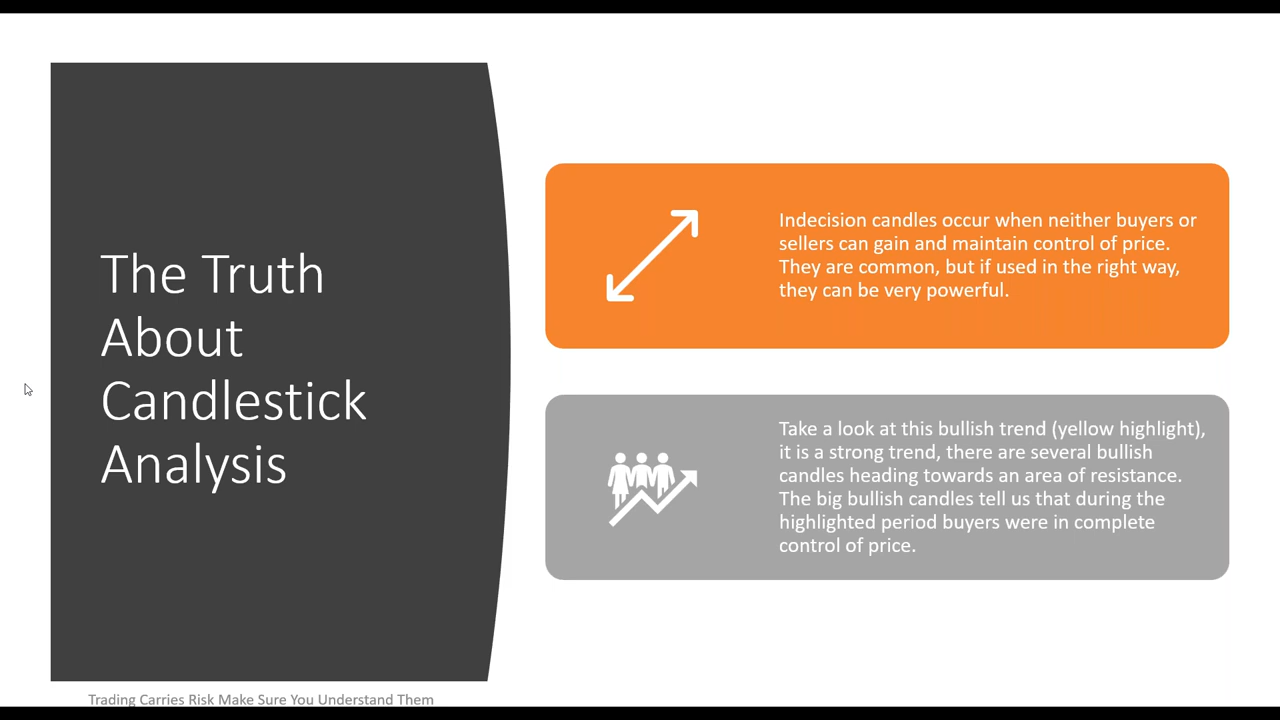 The Truth
About
Candlestick
Analysis
Indecision candles occur when neither buyers or
sellers can gain and maintain control of price.
They are common, but if used in the right way,
they can be very powerful.
Take a look at this bullish trend (yellow highlight),
it is a strong trend, there are several bullish
candles heading towards an area of resistance.
The big bullish candles tell us that during the
highlighted period buyers were in complete
control of price.
Trading Carries Risk Make Sure You Understand Them